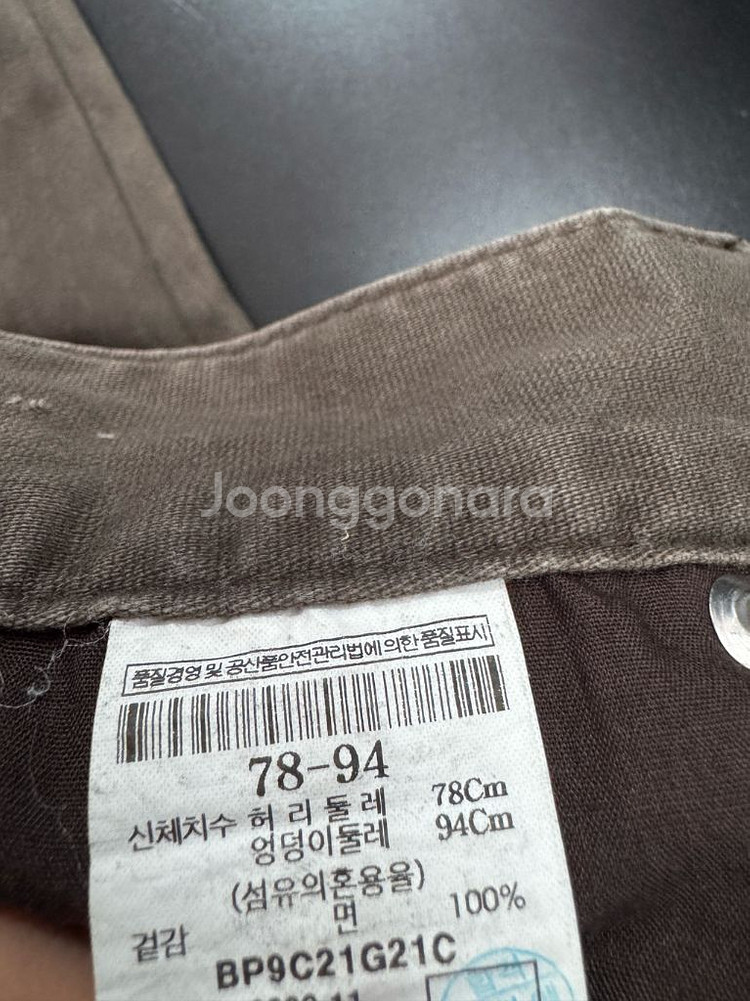 Joonggonara
품질경영 및 공산품안전관리법에 의한 품질표시
78-94
신체치수 허 리 둘 레 78Cm
엉덩이둘레 94Cm
(섬유의혼용율)
겉감 면 100%
BP9C21G21C